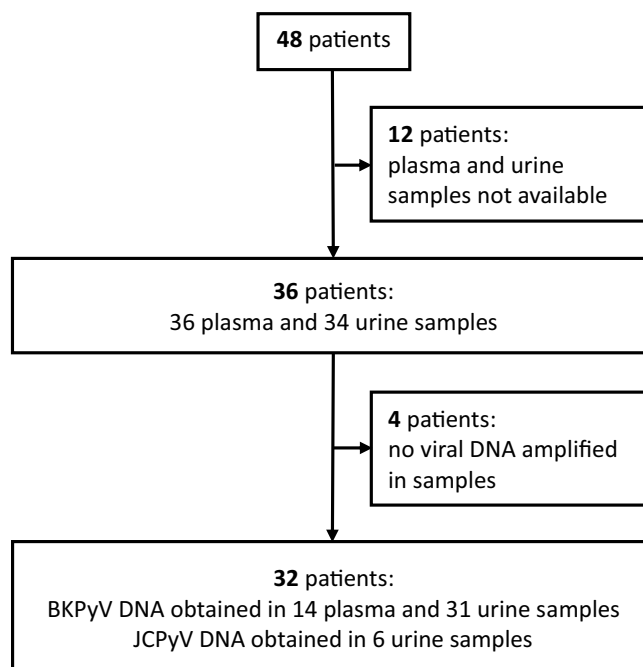 48 patients
12 patients:
plasma and urine
samples not available
36 patients:
36 plasma and 34 urine samples
4 patients:
no viral DNA amplified
in samples
32 patients:
BKPyV DNA obtained in 14 plasma and 31 urine samples
JCPyV DNA obtained in 6 urine samples